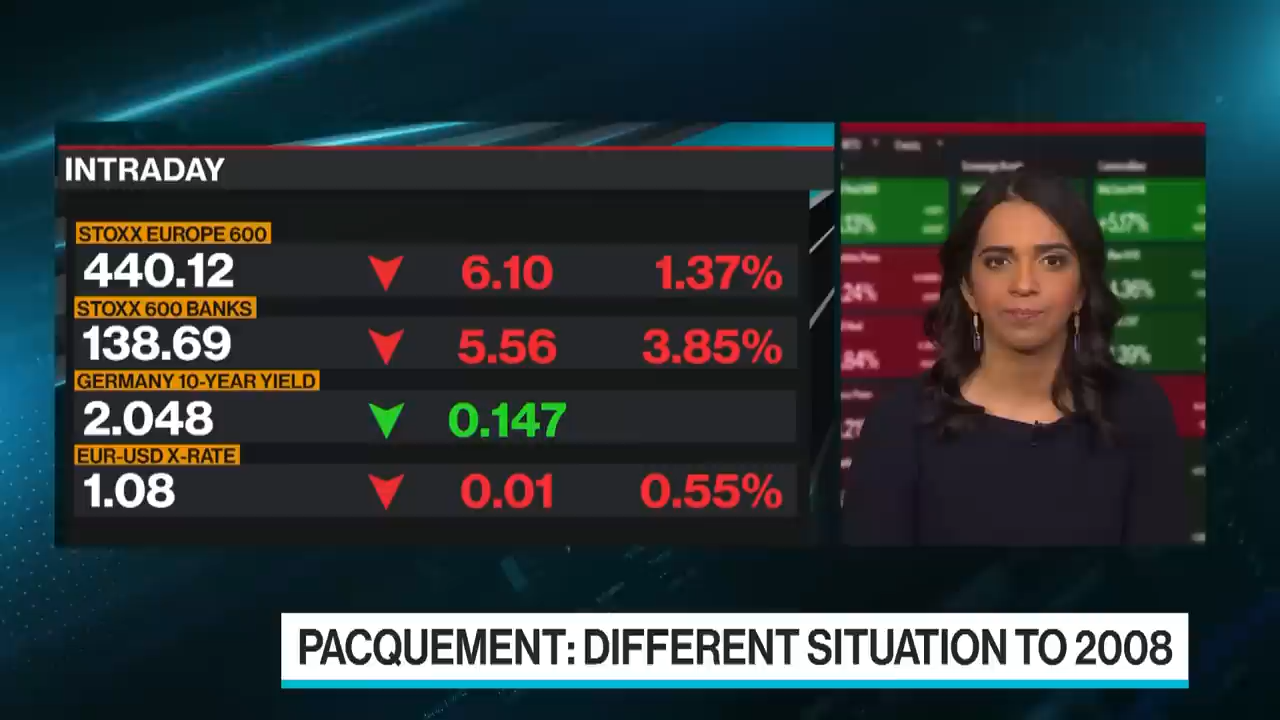 INTRADAY
STOXX EUROPE 600
440.12 6.10 1.37%
STOXX 600 BANKS
138.69 5.56 3.85%
GERMANY 10-YEAR YIELD
2.048 0.147
EUR-USD X-RATE
1.08 0.01 0.55%
+5.17%
PACQUEMENT: DIFFERENT SITUATION TO 2008